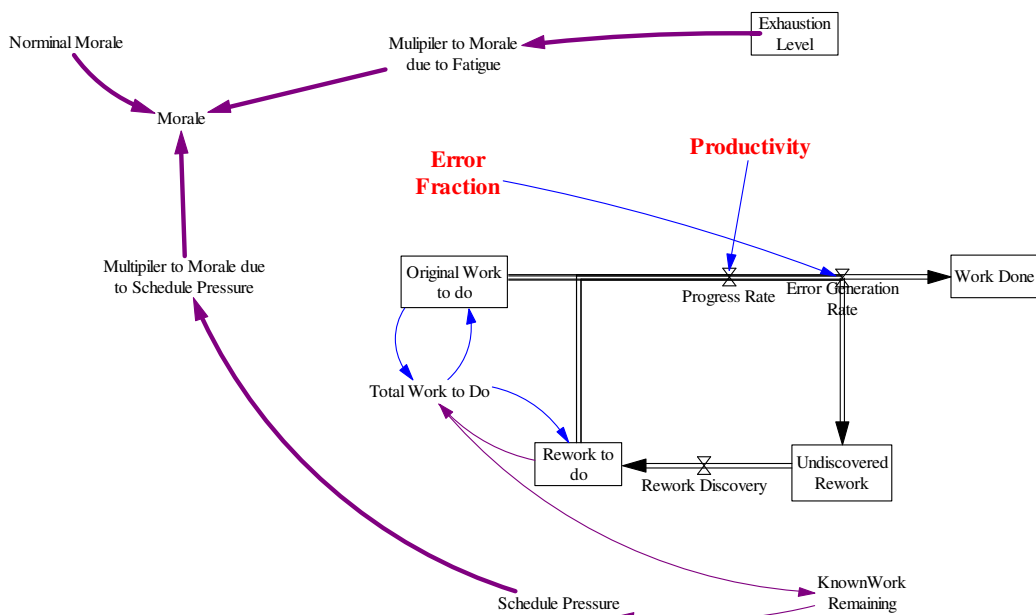 Exhaustion
Level
Norminal Morale
Mulipiler to Morale
due to Fatigue
Morale
Error
Fraction
Productivity
Multipiler to Morale due
to Schedule Pressure
Original Work
to do
Progress Rate
Error Generation
Rate
Work Done
Total Work to Do
Rework to
do
Rework Discovery
Undiscovered
Rework
Schedule Pressure
KnownWork
Remaining